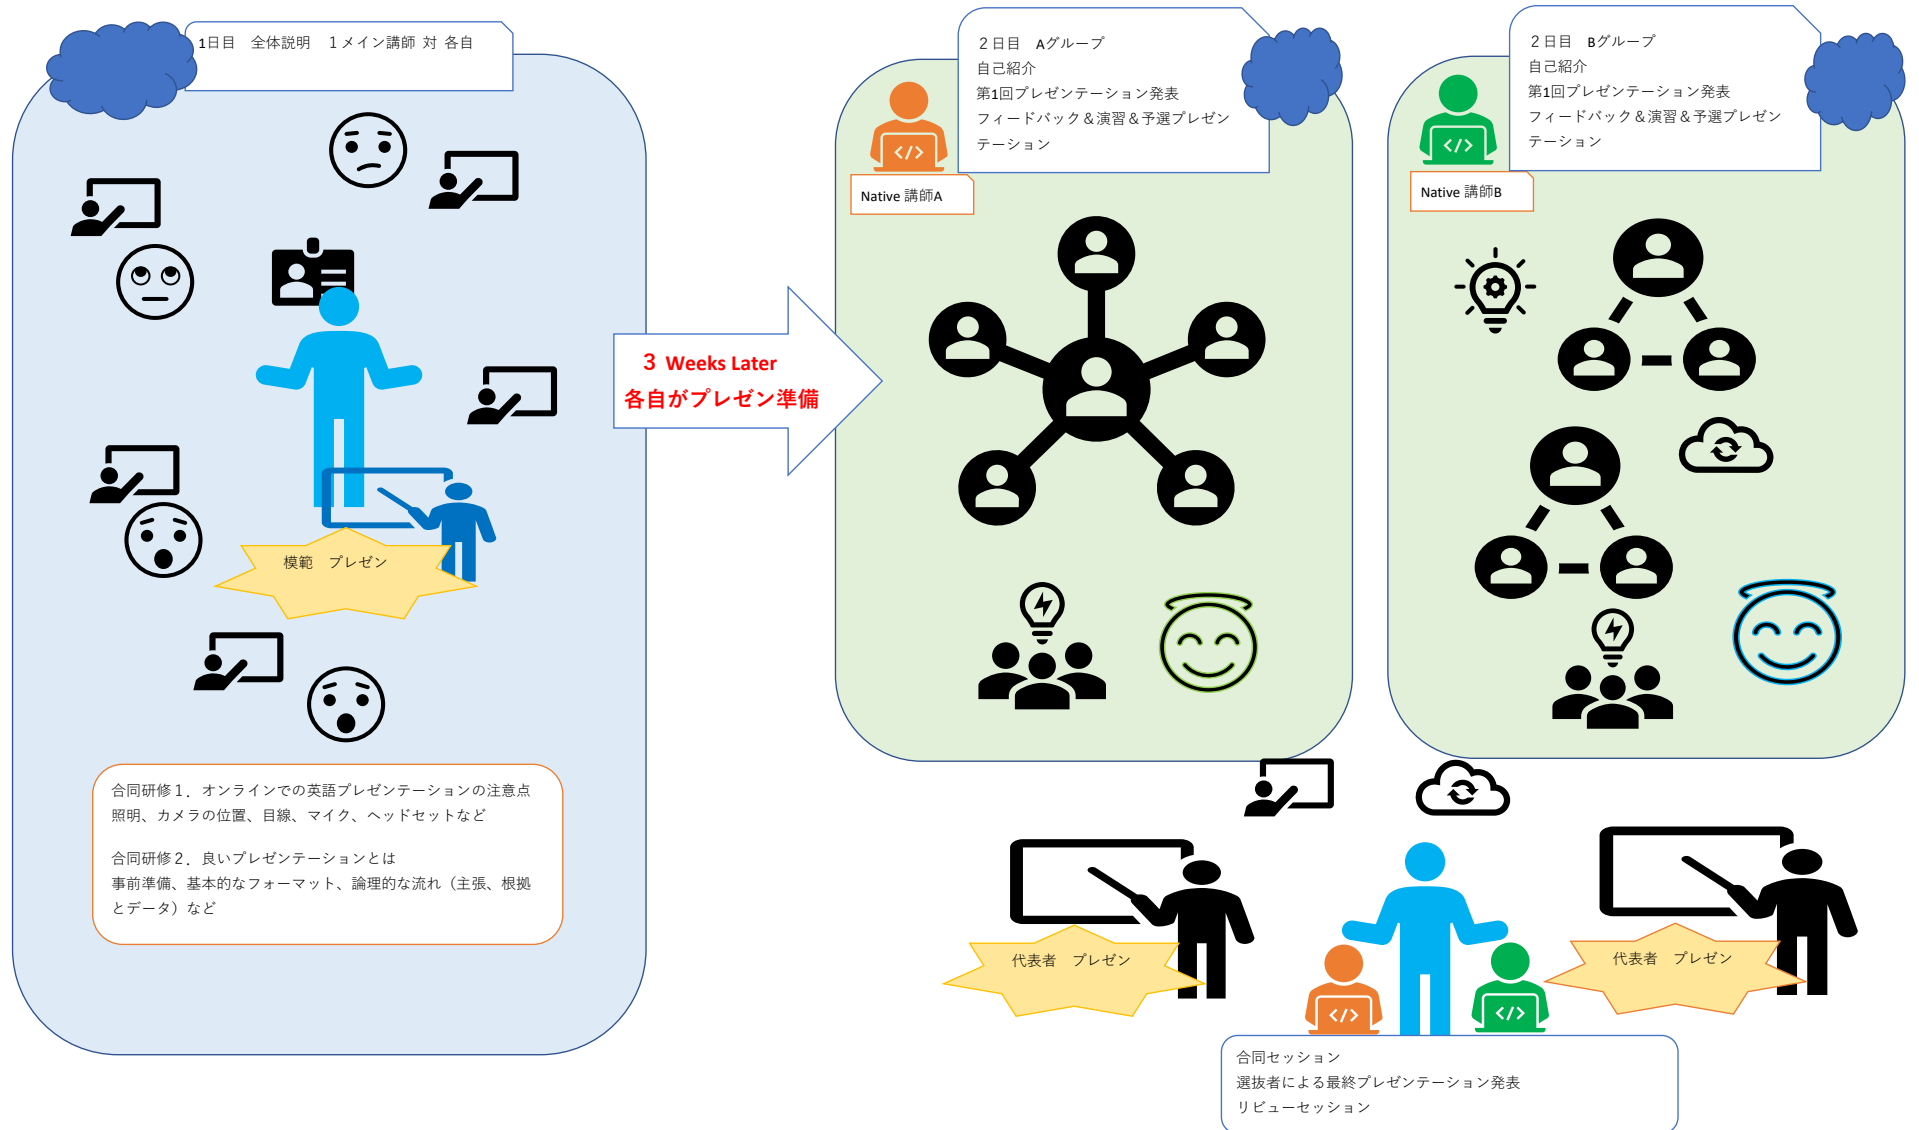 1日目　全体説明　１メイン講師 対 各自
模範　プレゼン
合同研修１．オンラインでの英語プレゼンテーションの注意点
照明、カメラの位置、目線、マイク、ヘッドセットなど
合同研修２．良いプレゼンテーションとは
事前準備、基本的なフォーマット、論理的な流れ（主張、根拠
とデータ）など
３ Weeks Later
各自がプレゼン準備
２日目　Aグループ
自己紹介
第1回プレゼンテーション発表
フィードバック＆演習＆予選プレゼン
テーション
Native 講師A
２日目　Bグループ
自己紹介
第1回プレゼンテーション発表
フィードバック＆演習＆予選プレゼン
テーション
Native 講師B
代表者　プレゼン
代表者　プレゼン
合同セッション
選抜者による最終プレゼンテーション発表
リビューセッション